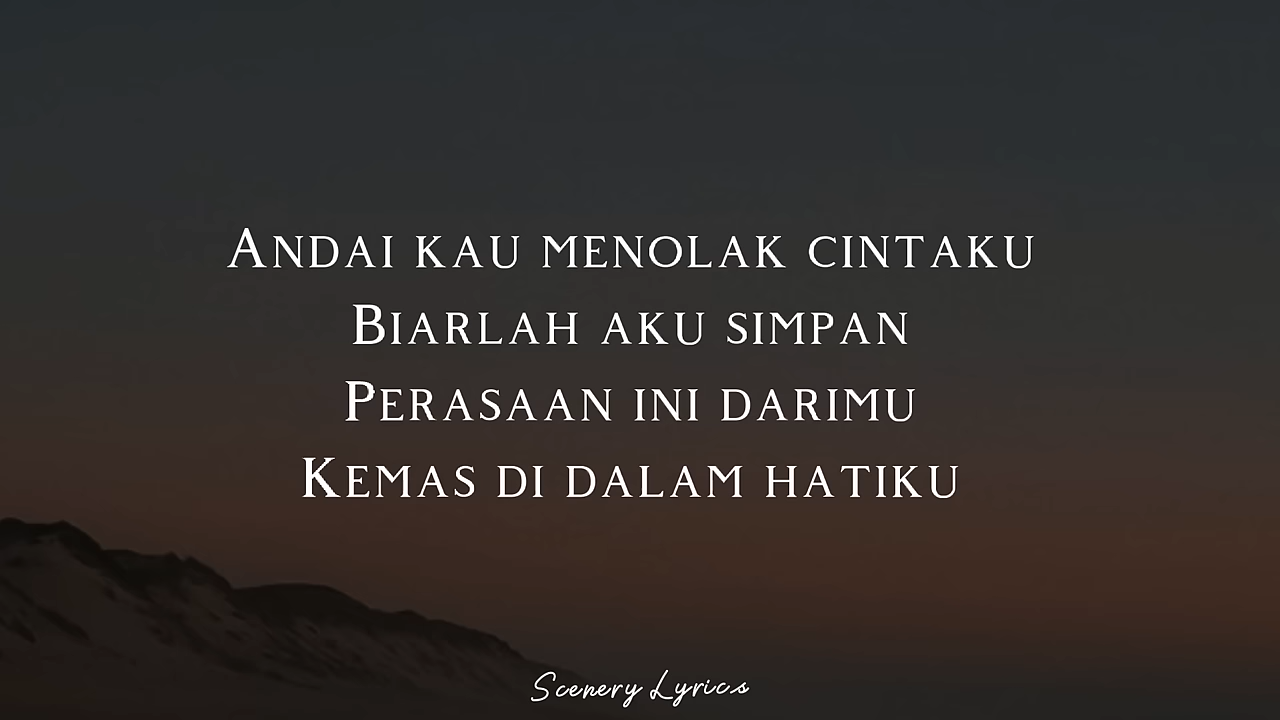 Andai kau menolak cintaku
Biarlah aku simpan
Perasaan ini darimu
Kemas di dalam hatiku
Scenery Lyrics